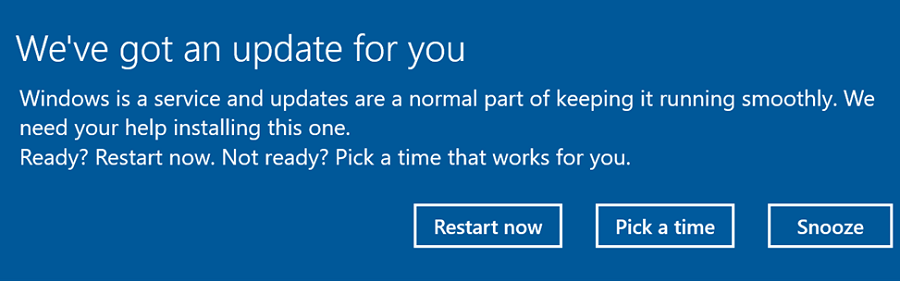 We've got an update for you
Windows is a service and updates are a normal part of keeping it running smoothly. We
need your help installing this one.
Ready? Restart now. Not ready? Pick a time that works for you.
Restart now Pick a time Snooze